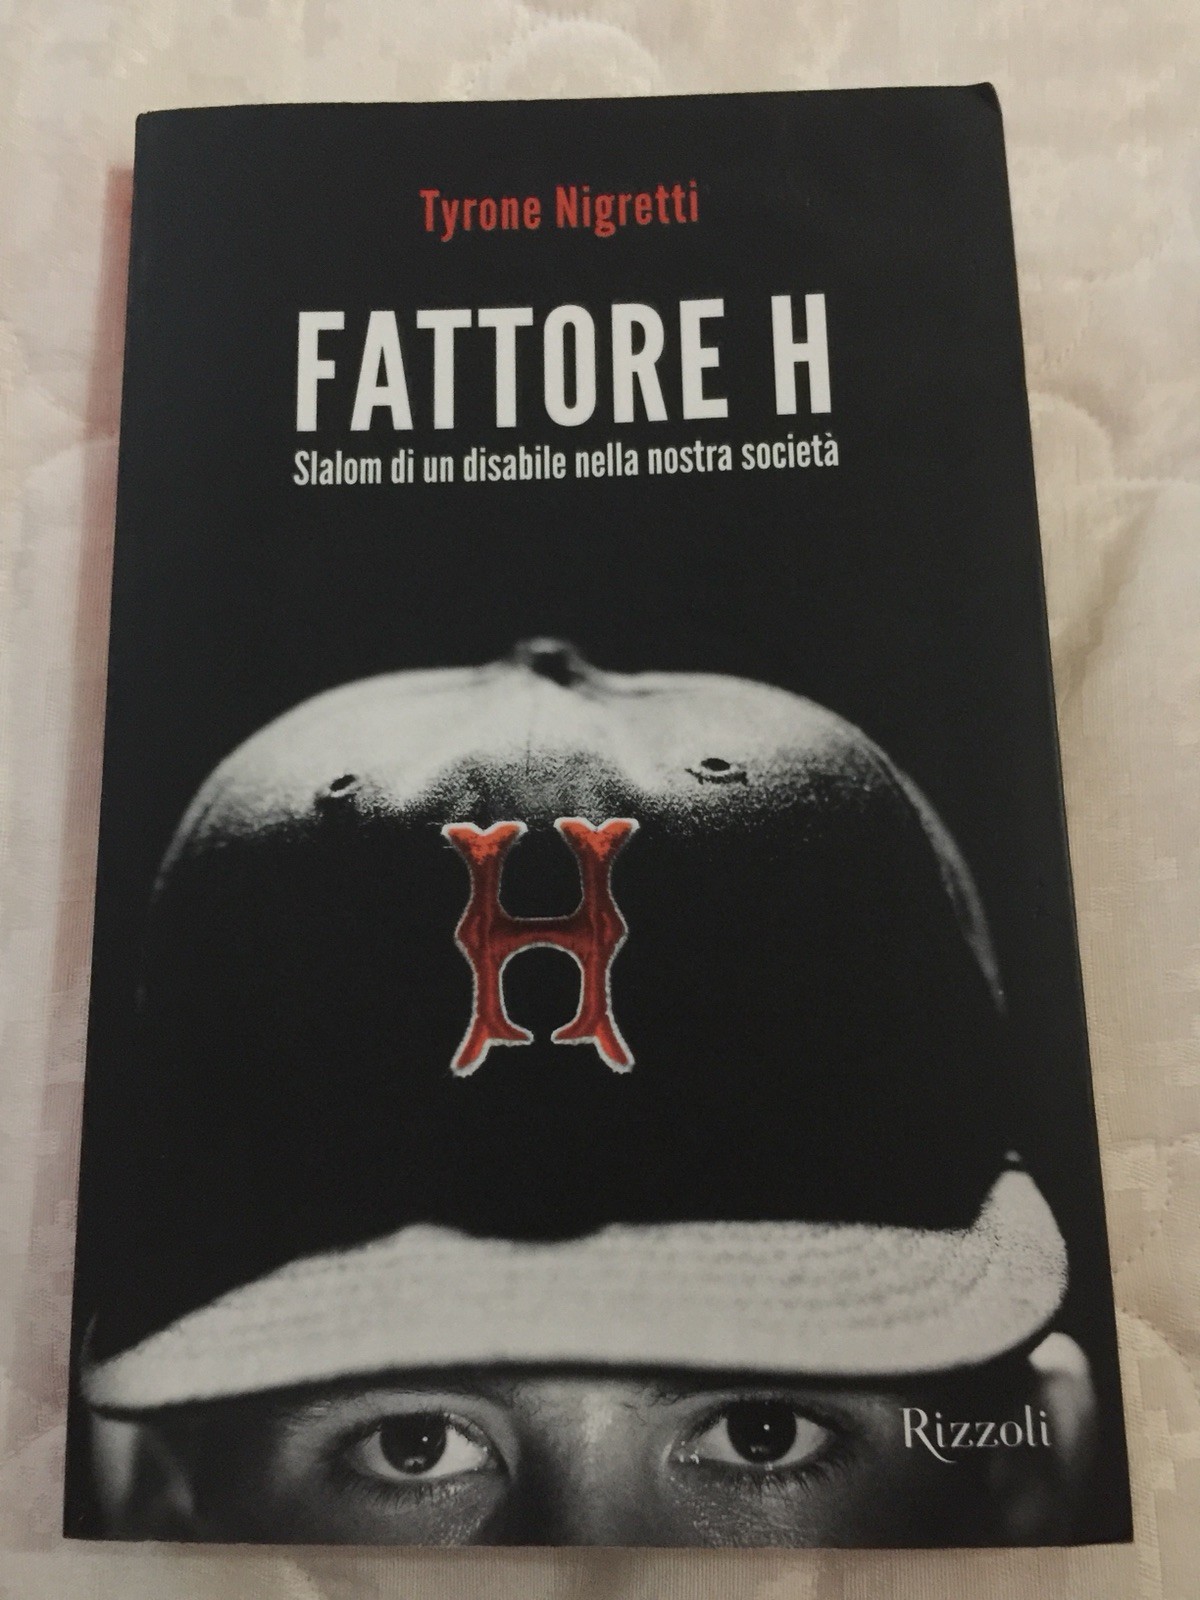 Tyrone Nigretti
FATTORE H
Slalom di un disabile nella nostra società
H
Rizzoli